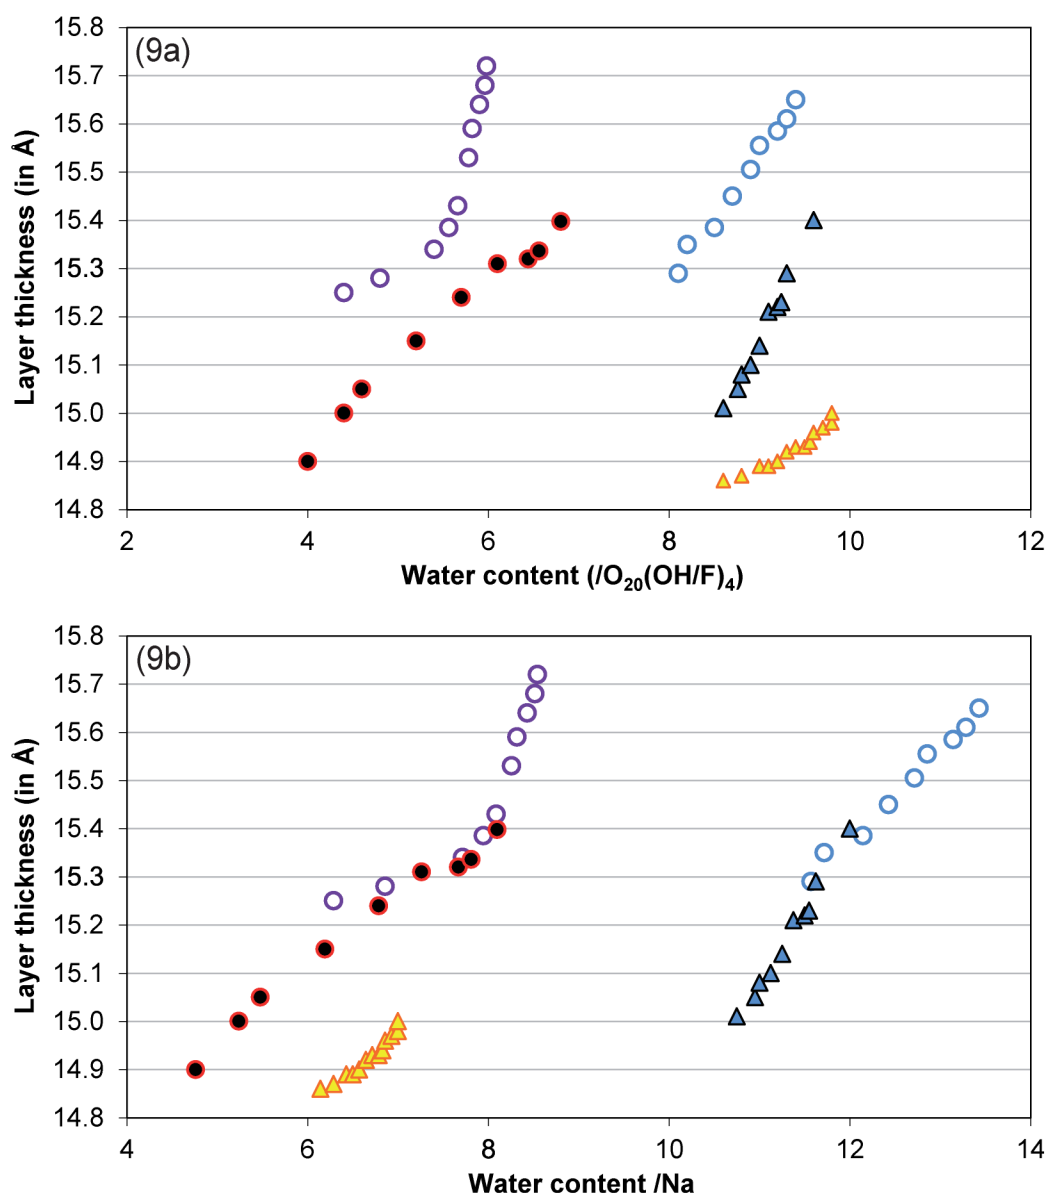 (9a)
15.8
15.7
15.6
15.5
15.4
15.3
15.2
15.1
15.0
14.9
14.8
Layer thickness (in Å)
2 4 6 8 10 12
Water content (/O₂₀(OH/F)₄)
(9b)
15.8
15.7
15.6
15.5
15.4
15.3
15.2
15.1
15.0
14.9
14.8
Layer thickness (in Å)
4 6 8 10 12 14
Water content /Na